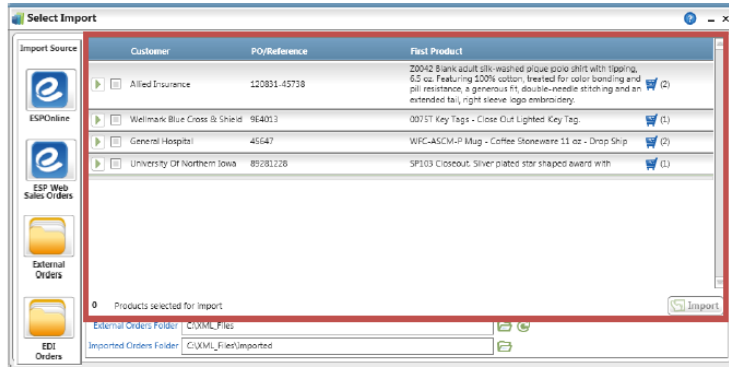 Select Import
Import Source
Customer PO/Reference First Product
Z0042 Blank adult silk-washed pique polo shirt with tipping,
6.5 oz. Featuring 100% cotton, treated for color bonding and
Allied Insurance 120831-45738 pill resistance, a generous fit, double-needle stitching and an (2)
extended tail, right sleeve logo embroidery.
ESPOnline
Wellmark Blue Cross & Shield 9E4013 0075T Key Tags - Close Out Lighted Key Tag. (1)
General Hospital 45647 WFC-ASCM-P Mug - Coffee Stoneware 11 oz - Drop Ship (2)
University Of Northern Iowa 89281228 SP103 Closeout. Silver plated star shaped award with (1)
ESP Web
Sales Orders
External
Orders
0 Products selected for import Import
External Orders Folder C:\XML_Files
Imported Orders Folder C:\XML_Files\Imported
EDI
Orders